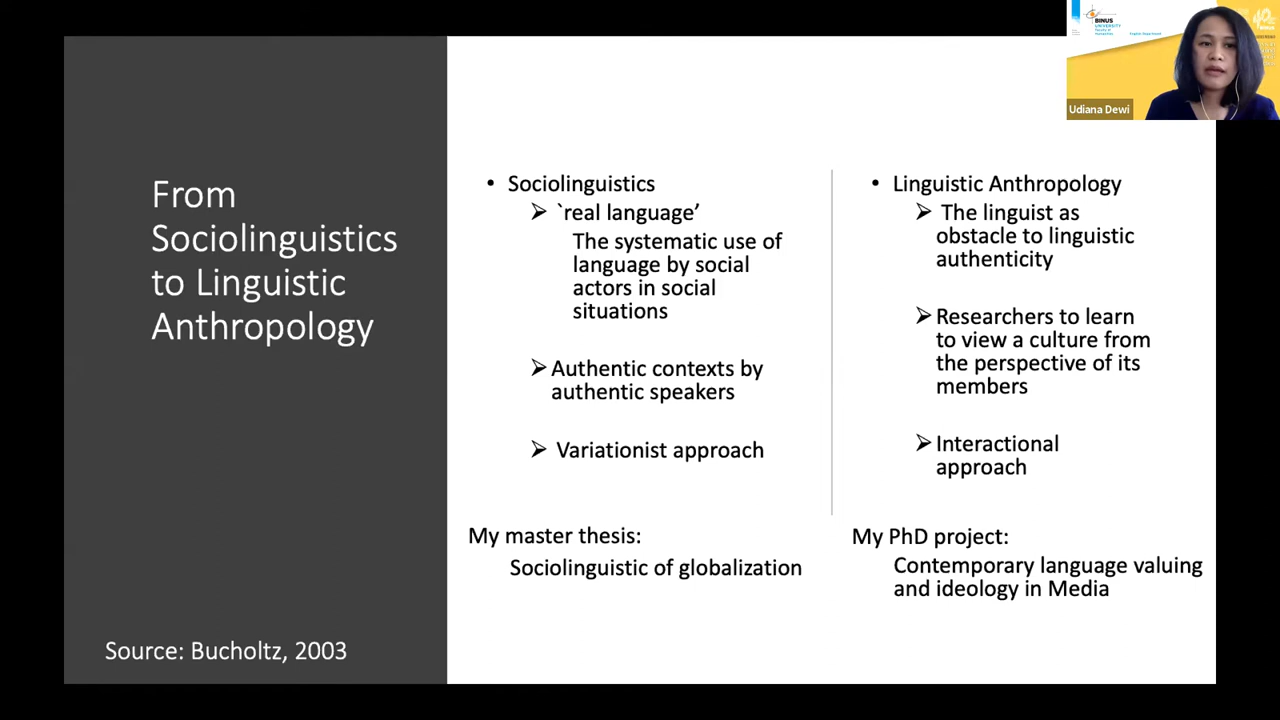 From
Sociolinguistics
to Linguistic
Anthropology
Source: Bucholtz, 2003
• Sociolinguistics
➢ `real language’
The systematic use of
language by social
actors in social
situations
➢ Authentic contexts by
authentic speakers
➢ Variationist approach
My master thesis:
Sociolinguistic of globalization
• Linguistic Anthropology
➢ The linguist as
obstacle to linguistic
authenticity
➢ Researchers to learn
to view a culture from
the perspective of its
members
➢ Interactional
approach
My PhD project:
Contemporary language valuing
and ideology in Media
BINUS
UNIVERSITY
Udiana Dewi